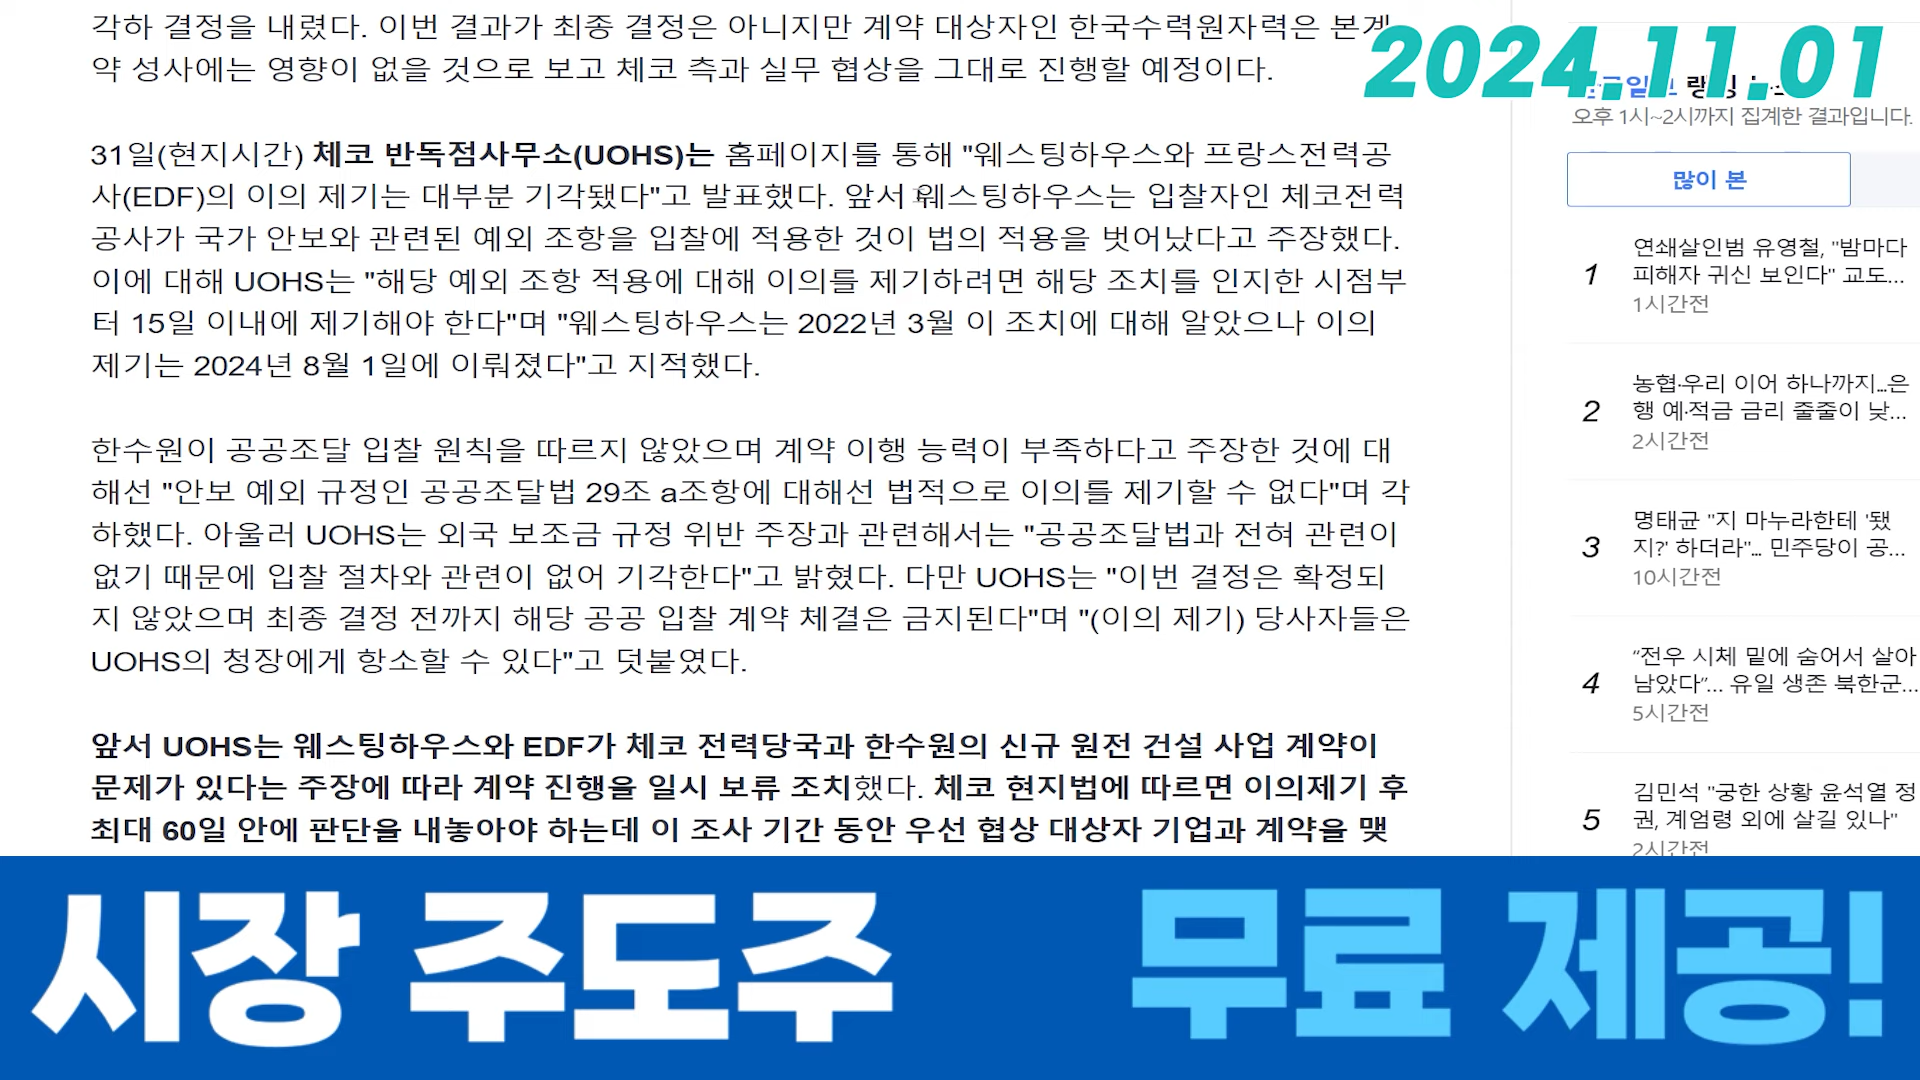 각하 결정을 내렸다. 이번 결과가 최종 결정은 아니지만 계약 대상자인 한국수력원자력은 본계
약 성사에는 영향이 없을 것으로 보고 체코 측과 실무 협상을 그대로 진행할 예정이다.
31일(현지시간) 체코 반독점사무소(UOHS)는 홈페이지를 통해 "웨스팅하우스와 프랑스전력공
사(EDF)의 이의 제기는 대부분 기각됐다"고 발표했다. 앞서 웨스팅하우스는 입찰자인 체코전력
공사가 국가 안보와 관련된 예외 조항을 입찰에 적용한 것이 법의 적용을 벗어났다고 주장했다.
이에 대해 UOHS는 "해당 예외 조항 적용에 대해 이의를 제기하려면 해당 조치를 인지한 시점부
터 15일 이내에 제기해야 한다"며 "웨스팅하우스는 2022년 3월 이 조치에 대해 알았으나 이의
제기는 2024년 8월 1일에 이뤄졌다"고 지적했다.
한수원이 공공조달 입찰 원칙을 따르지 않았으며 계약 이행 능력이 부족하다고 주장한 것에 대
해선 "안보 예외 규정인 공공조달법 29조 a조항에 대해선 법적으로 이의를 제기할 수 없다"며 각
하했다. 아울러 UOHS는 외국 보조금 규정 위반 주장과 관련해서는 "공공조달법과 전혀 관련이
없기 때문에 입찰 절차와 관련이 없어 기각한다"고 밝혔다. 다만 UOHS는 "이번 결정은 확정되
지 않았으며 최종 결정 전까지 해당 공공 입찰 계약 체결은 금지된다"며 "(이의 제기) 당사자들은
UOHS의 청장에게 항소할 수 있다"고 덧붙였다.
앞서 UOHS는 웨스팅하우스와 EDF가 체코 전력당국과 한수원의 신규 원전 건설 사업 계약이
문제가 있다는 주장에 따라 계약 진행을 일시 보류 조치했다. 체코 현지법에 따르면 이의제기 후
최대 60일 안에 판단을 내놓아야 하는데 이 조사 기간 동안 우선 협상 대상자 기업과 계약을 맺
2024.11.01
오후 1시~2시까지 집계한 결과입니다.
많이 본
1
연쇄살인범 유영철, "밤마다
피해자 귀신 보인다" 교도...
1시간전
2
농협·우리 이어 하나까지...은
행 예·적금 금리 줄줄이 낮...
2시간전
3
명태균 "지 마누라한테 '됐
지?' 하더라"... 민주당이 공...
10시간전
4
“전우 시체 밑에 숨어서 살아
남았다”... 유일 생존 북한군...
5시간전
5
김민석 "궁한 상황 윤석열 정
권, 계엄령 외에 살길 있나"
2시간전
시장 주도주 무료 제공!